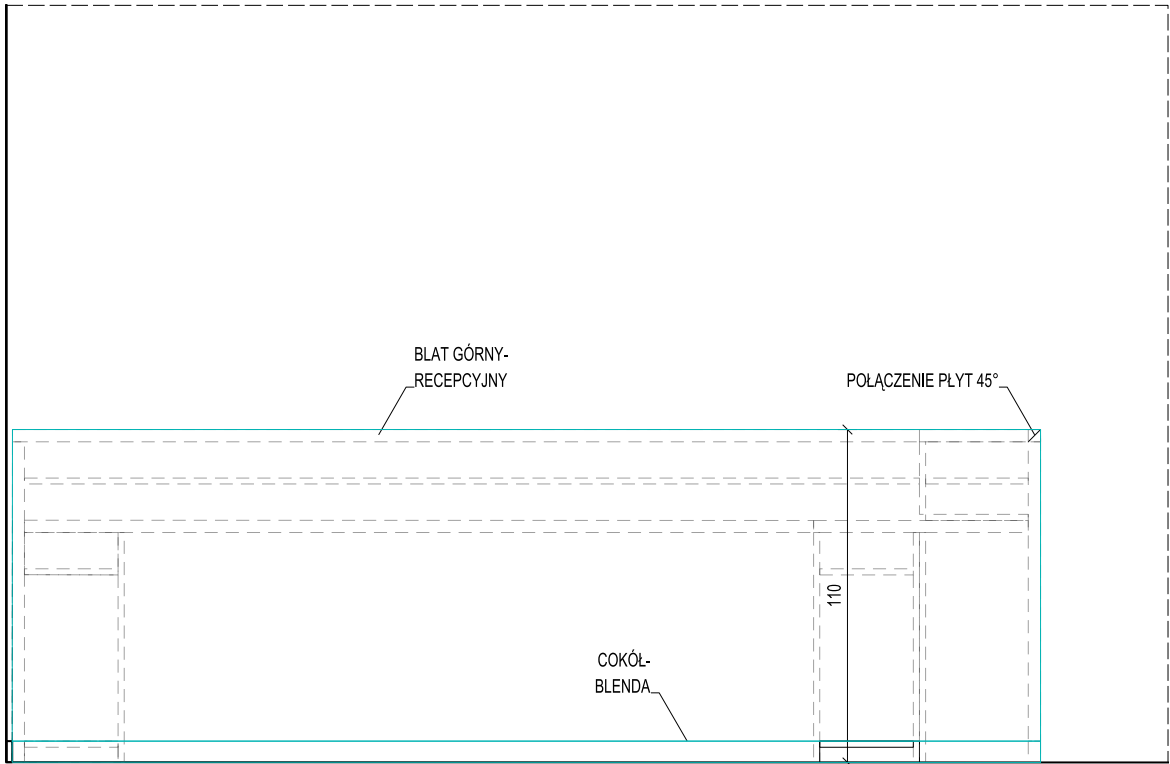 BLAT GÓRNY-
RECEPCYJNY
POŁĄCZENIE PŁYT 45°
110
COKÓŁ-
BLENDA